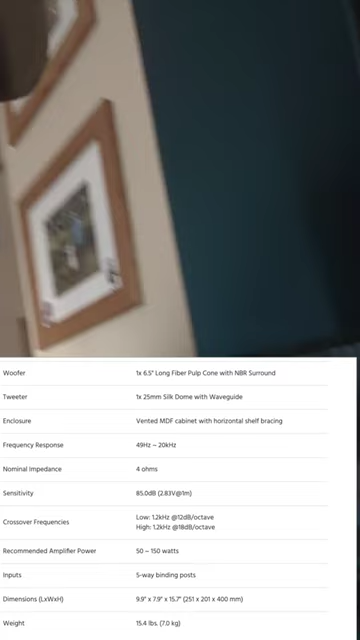 Woofer 1x 6.5" Long Fiber Pulp Cone with NBR Surround
Tweeter 1x 25mm Silk Dome with Waveguide
Enclosure Vented MDF cabinet with horizontal shelf bracing
Frequency Response 49Hz ~ 20kHz
Nominal Impedance 4 ohms
Sensitivity 85.0dB (2.83V@1m)
Crossover Frequencies Low: 1.2kHz @12dB/octave
High: 1.2kHz @18dB/octave
Recommended Amplifier Power 50 ~ 150 watts
Inputs 5-way binding posts
Dimensions (LxWxH) 9.9" x 7.9" x 15.7" (251 x 201 x 400 mm)
Weight 15.4 lbs. (7.0 kg)